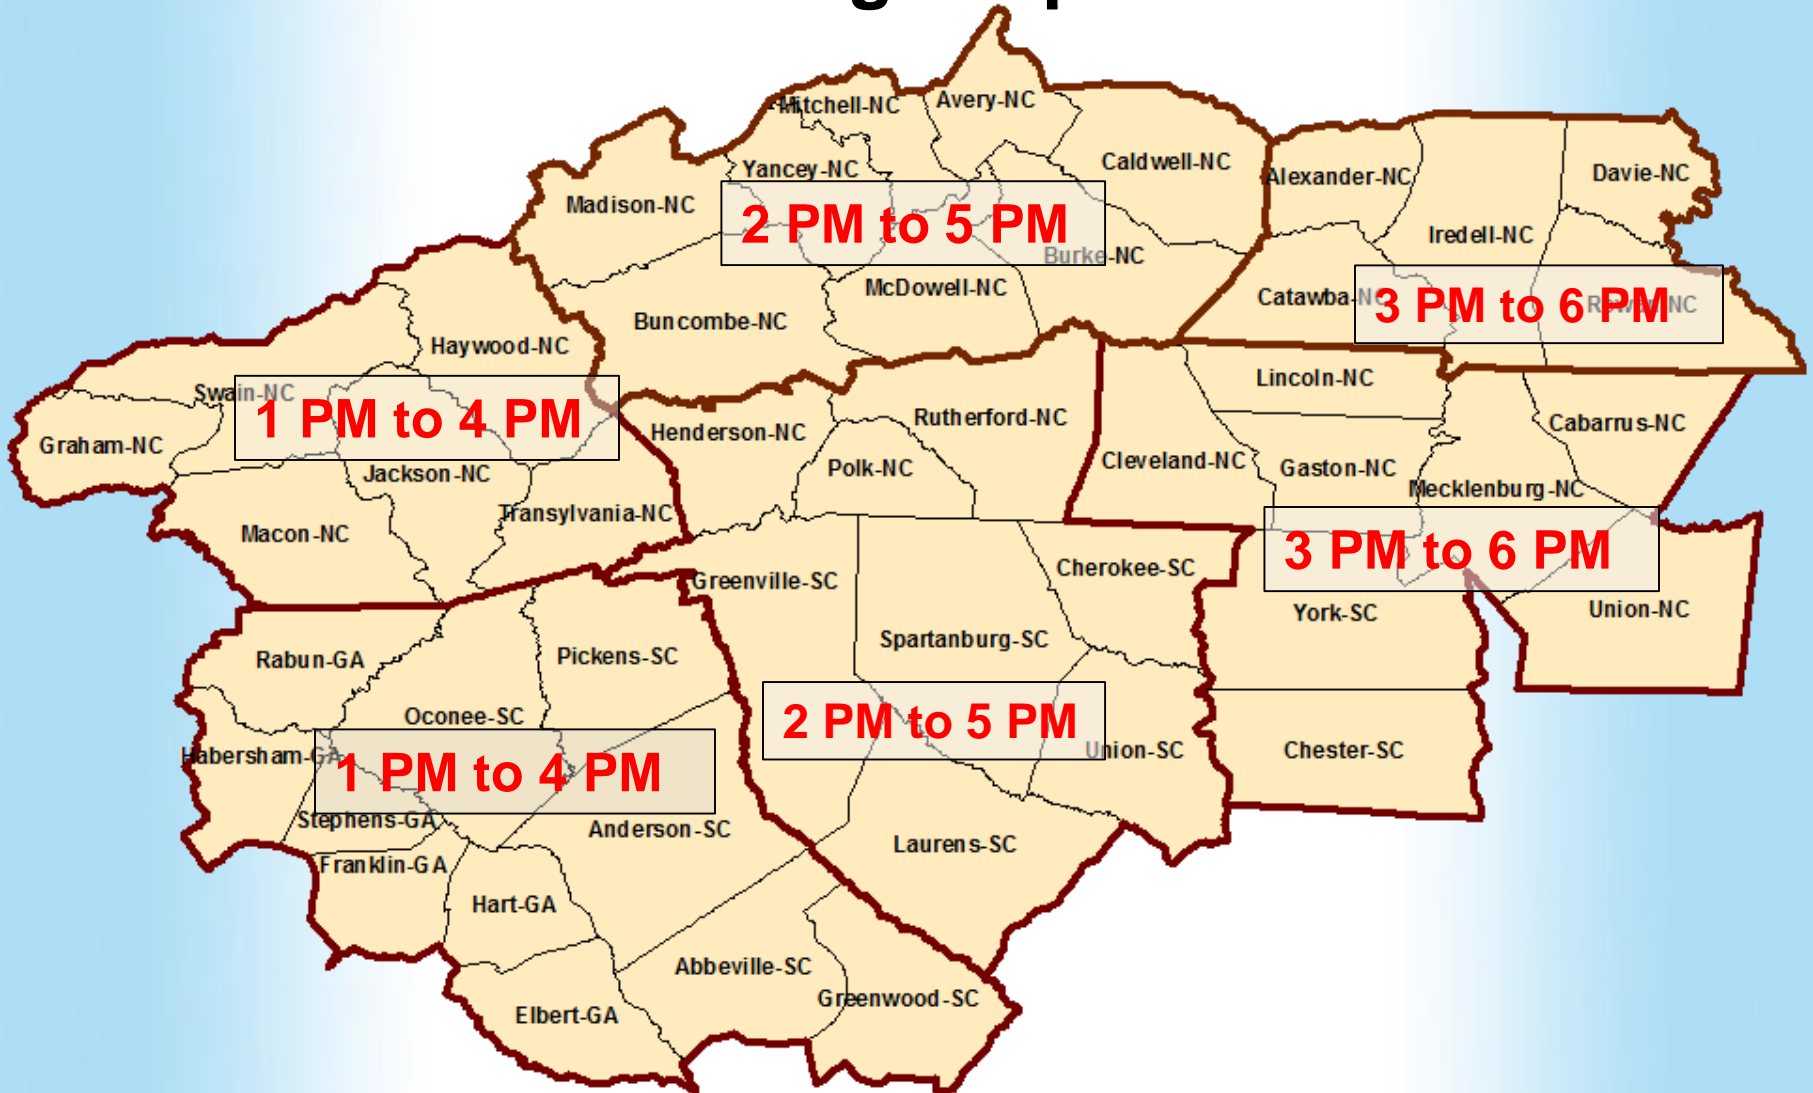 Mitchell-NC
Avery-NC
Yancey-NC
Caldwell-NC
Alexander-NC
Davie-NC
Madison-NC
2 PM to 5 PM
Iredell-NC
Burke-NC
McDowell-NC
Catawba-NC
3 PM to 6 PM
Rowan-NC
Buncombe-NC
Haywood-NC
Swain-NC
Lincoln-NC
1 PM to 4 PM
Henderson-NC
Rutherford-NC
Cabarrus-NC
Graham-NC
Polk-NC
Cleveland-NC
Gaston-NC
Jackson-NC
Mecklenburg-NC
Transylvania-NC
Macon-NC
3 PM to 6 PM
Greenville-SC
Cherokee-SC
York-SC
Union-NC
Spartanburg-SC
Rabun-GA
Pickens-SC
Oconee-SC
2 PM to 5 PM
Union-SC
Chester-SC
Habersham-GA
1 PM to 4 PM
Stephens-GA
Anderson-SC
Laurens-SC
Franklin-GA
Hart-GA
Abbeville-SC
Greenwood-SC
Elbert-GA